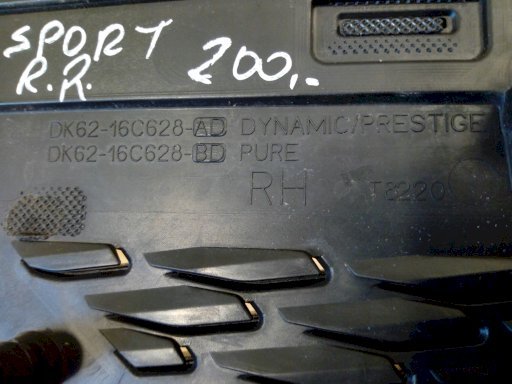 SPORT 200,-
R.R.
DK62-16C628-AD DYNAMIC/PRESTIGE
DK62-16C628-BD PURE
RH T8220